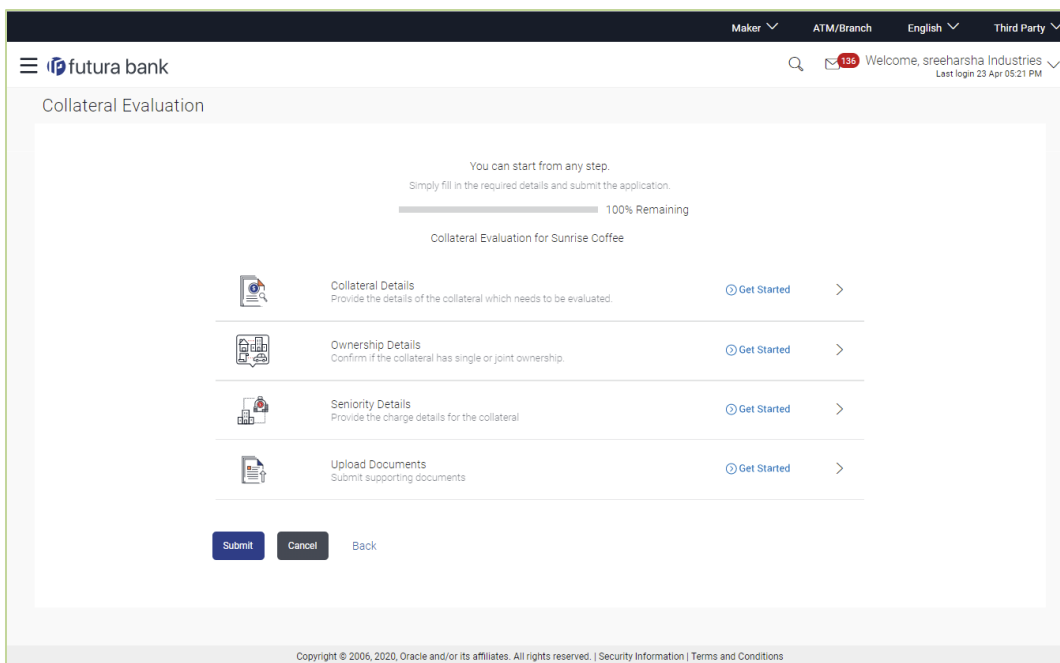 Maker ATM/Branch English Third Party
futura bank 136 Welcome, sreeharsha Industries
Last login 23 Apr 05:21 PM
Collateral Evaluation
You can start from any step.
Simply fill in the required details and submit the application.
100% Remaining
Collateral Evaluation for Sunrise Coffee
Collateral Details
Provide the details of the collateral which needs to be evaluated.
Get Started
Ownership Details
Confirm if the collateral has single or joint ownership.
Get Started
Seniority Details
Provide the charge details for the collateral
Get Started
Upload Documents
Submit supporting documents
Get Started
Submit Cancel Back
Copyright © 2006, 2020, Oracle and/or its affiliates. All rights reserved. | Security Information | Terms and Conditions